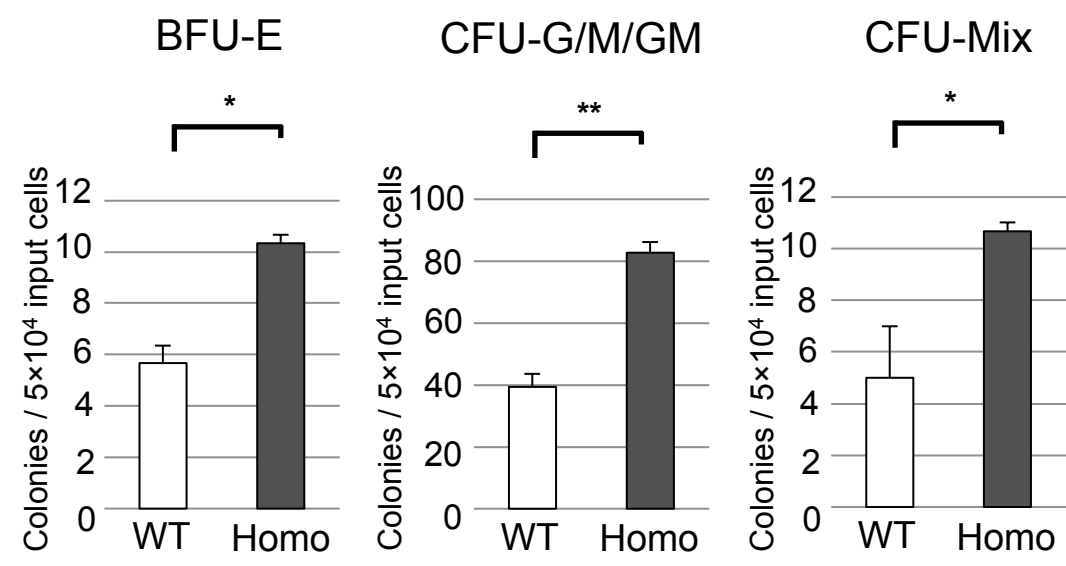 BFU-E
*
Colonies / 5×10⁴ input cells
12
10
8
6
4
2
0
WT
Homo
CFU-G/M/GM
**
Colonies / 5×10⁴ input cells
100
80
60
40
20
0
WT
Homo
CFU-Mix
*
Colonies / 5×10⁴ input cells
12
10
8
6
4
2
0
WT
Homo